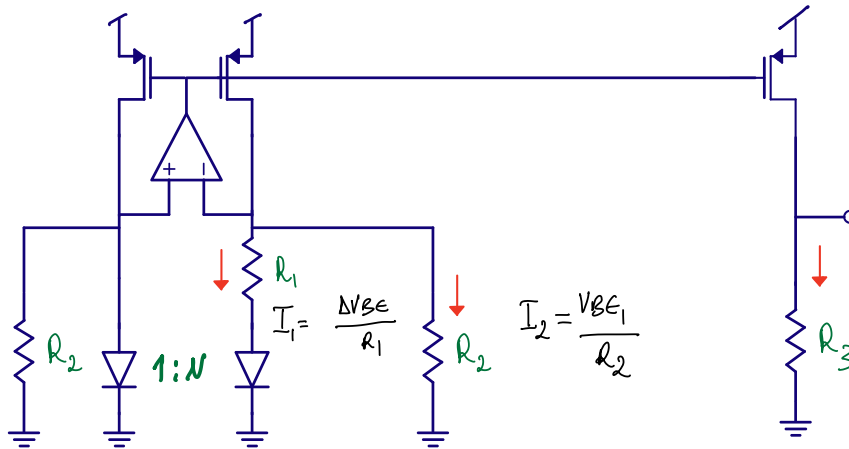 + −
R1
I1 = ΔVBE / R1
I2 = VBE1 / R2
R2
1:N
R2
R3